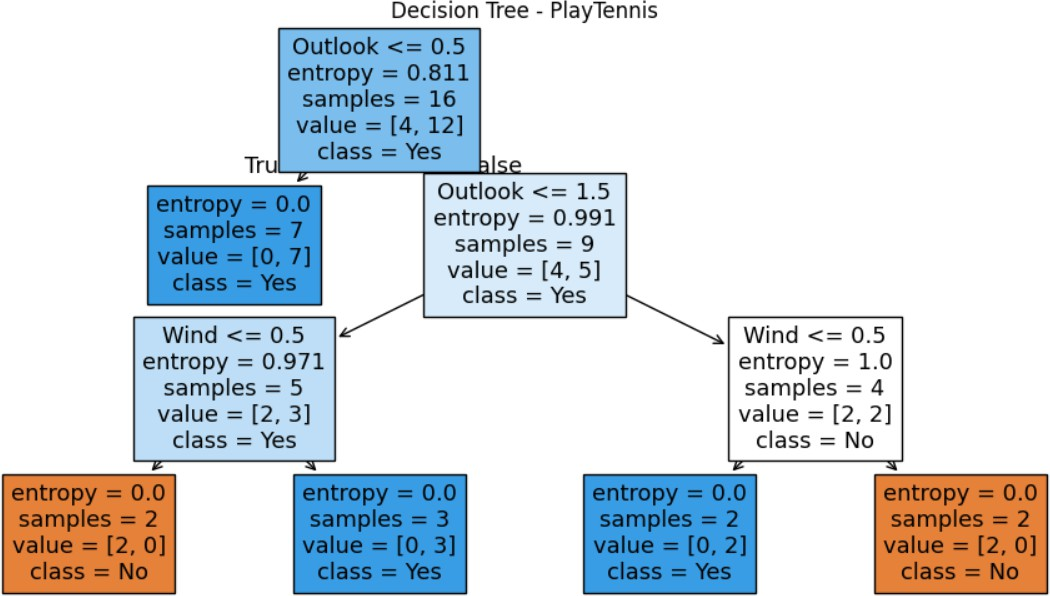 Decision Tree - PlayTennis
Outlook <= 0.5
entropy = 0.811
samples = 16
value = [4, 12]
class = Yes
Tru
alse
entropy = 0.0
samples = 7
value = [0, 7]
class = Yes
Outlook <= 1.5
entropy = 0.991
samples = 9
value = [4, 5]
class = Yes
Wind <= 0.5
entropy = 0.971
samples = 5
value = [2, 3]
class = Yes
Wind <= 0.5
entropy = 1.0
samples = 4
value = [2, 2]
class = No
entropy = 0.0
samples = 2
value = [2, 0]
class = No
entropy = 0.0
samples = 3
value = [0, 3]
class = Yes
entropy = 0.0
samples = 2
value = [0, 2]
class = Yes
entropy = 0.0
samples = 2
value = [2, 0]
class = No